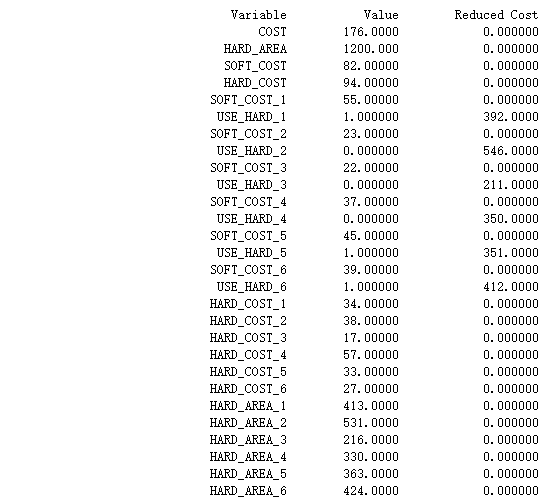 Variable Value Reduced Cost
COST 176.0000 0.000000
HARD_AREA 1200.000 0.000000
SOFT_COST 82.00000 0.000000
HARD_COST 94.00000 0.000000
SOFT_COST_1 55.00000 0.000000
USE_HARD_1 1.000000 392.0000
SOFT_COST_2 23.00000 0.000000
USE_HARD_2 0.000000 546.0000
SOFT_COST_3 22.00000 0.000000
USE_HARD_3 0.000000 211.0000
SOFT_COST_4 37.00000 0.000000
USE_HARD_4 0.000000 350.0000
SOFT_COST_5 45.00000 0.000000
USE_HARD_5 1.000000 351.0000
SOFT_COST_6 39.00000 0.000000
USE_HARD_6 1.000000 412.0000
HARD_COST_1 34.00000 0.000000
HARD_COST_2 38.00000 0.000000
HARD_COST_3 17.00000 0.000000
HARD_COST_4 57.00000 0.000000
HARD_COST_5 33.00000 0.000000
HARD_COST_6 27.00000 0.000000
HARD_AREA_1 413.0000 0.000000
HARD_AREA_2 531.0000 0.000000
HARD_AREA_3 216.0000 0.000000
HARD_AREA_4 330.0000 0.000000
HARD_AREA_5 363.0000 0.000000
HARD_AREA_6 424.0000 0.000000